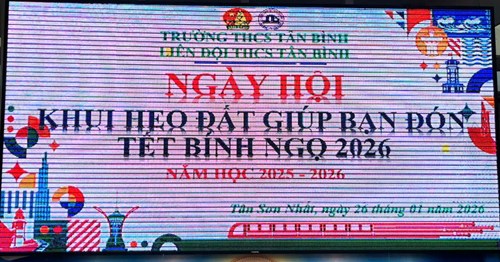 TRƯỜNG THCS TÂN BÌNH
LIÊN ĐỘI THCS TÂN BÌNH
NGÀY HỘI
KHUI HEO ĐẤT GIÚP BẠN ĐÓN
TẾT BÍNH NGỌ 2026
NĂM HỌC 2025 - 2026
Tân Sơn Nhất, ngày 26 tháng 01 năm 2026